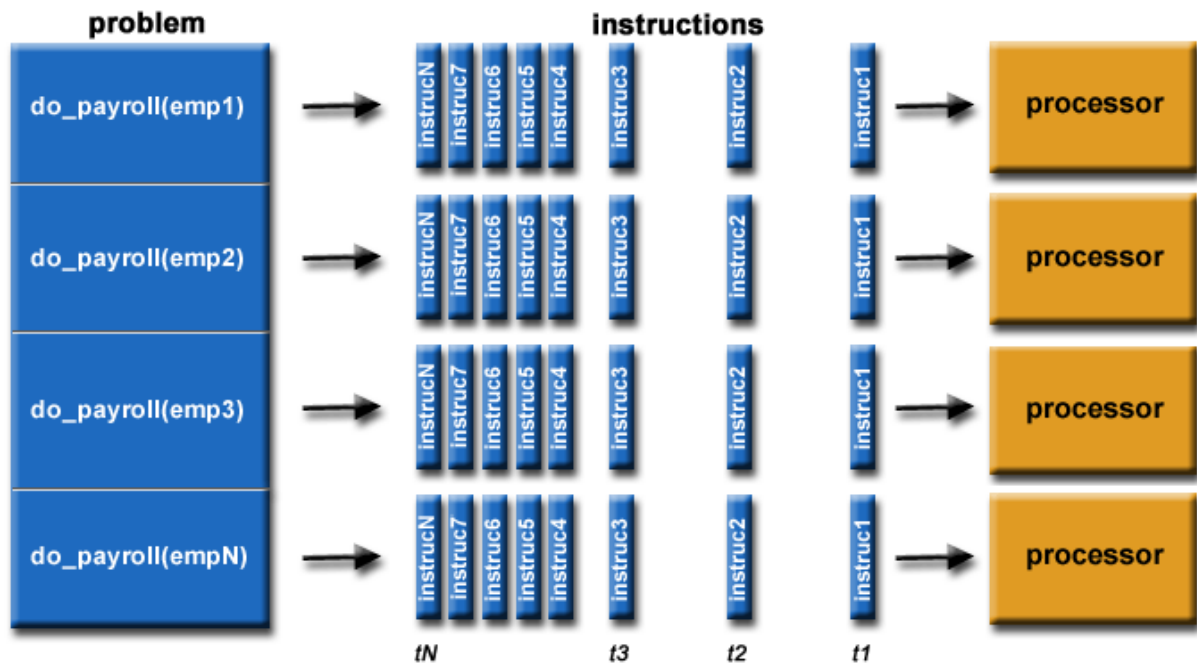 problem
instructions
do_payroll(emp1)
instrucN
instruc7
instruc6
instruc5
instruc4
instruc3
instruc2
instruc1
processor
do_payroll(emp2)
instrucN
instruc7
instruc6
instruc5
instruc4
instruc3
instruc2
instruc1
processor
do_payroll(emp3)
instrucN
instruc7
instruc6
instruc5
instruc4
instruc3
instruc2
instruc1
processor
do_payroll(empN)
instrucN
instruc7
instruc6
instruc5
instruc4
instruc3
instruc2
instruc1
processor
tN
t3
t2
t1